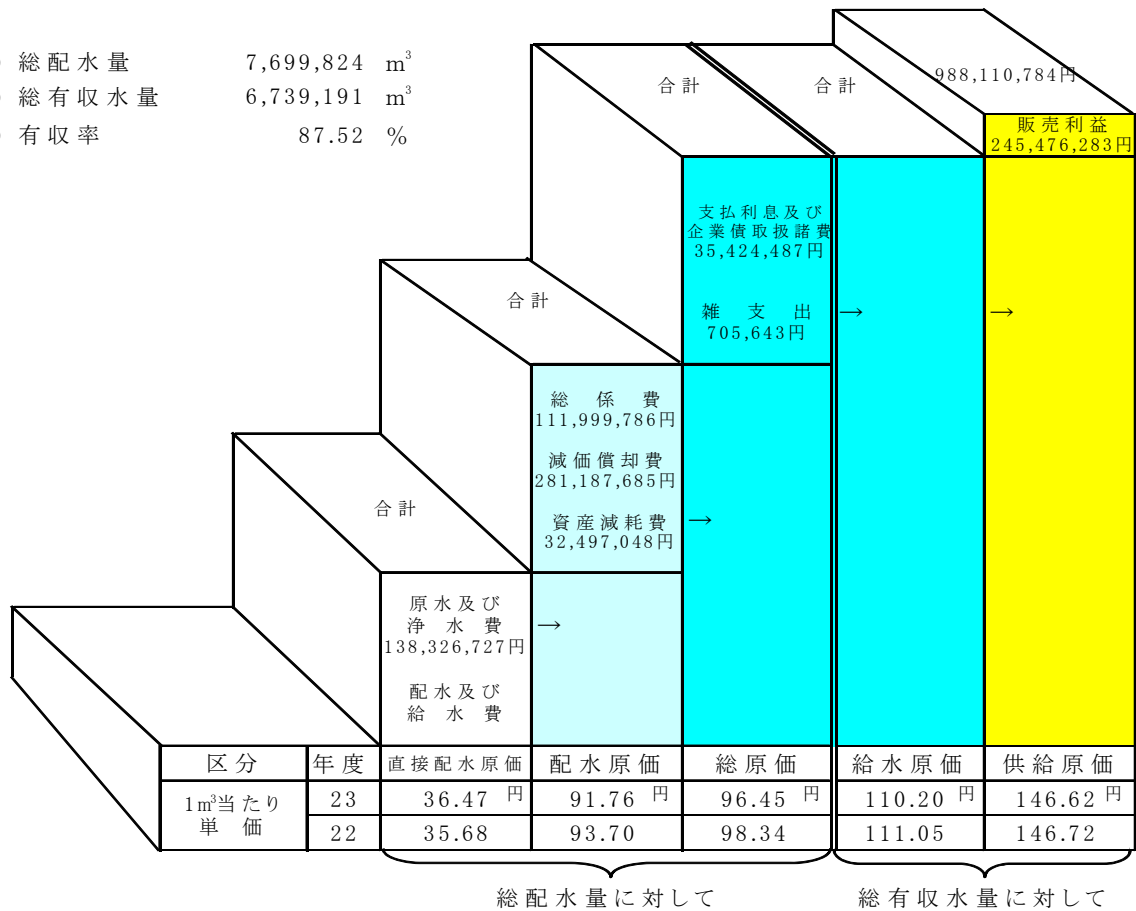 総配水量 7,699,824 m³
総有収水量 6,739,191 m³
有収率 87.52 %
合計
合計
988,110,784円
販売利益
245,476,283円
支払利息及び
企業債取扱諸費
35,424,487円
雑支出 → →
705,643円
合計
総係費
111,999,786円
減価償却費
281,187,685円
資産減耗費 →
32,497,048円
合計
原水及び
浄水費 →
138,326,727円
配水及び
給水費
区分 年度 直接配水原価 配水原価 総原価 給水原価 供給原価
1m³当たり
単価
23 36.47円 91.76円 96.45円 110.20円 146.62円
22 35.68 93.70 98.34 111.05 146.72
総配水量に対して 総有収水量に対して